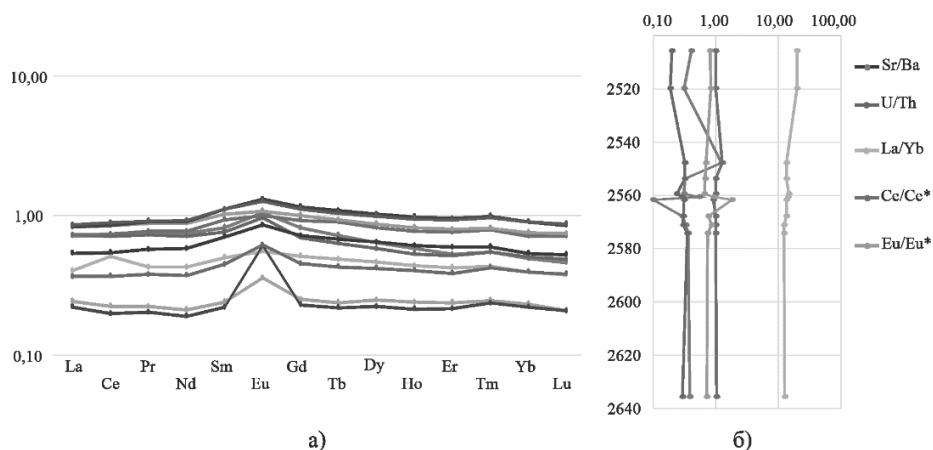 10,00
1,00
0,10
La Pr Sm Gd Dy Er Yb
Ce Nd Eu Tb Ho Tm Lu
а)
0,10 1,00 10,00 100,00
2520
2540
2560
2580
2600
2620
2640
Sr/Ba
U/Th
La/Yb
Ce/Ce*
Eu/Eu*
б)